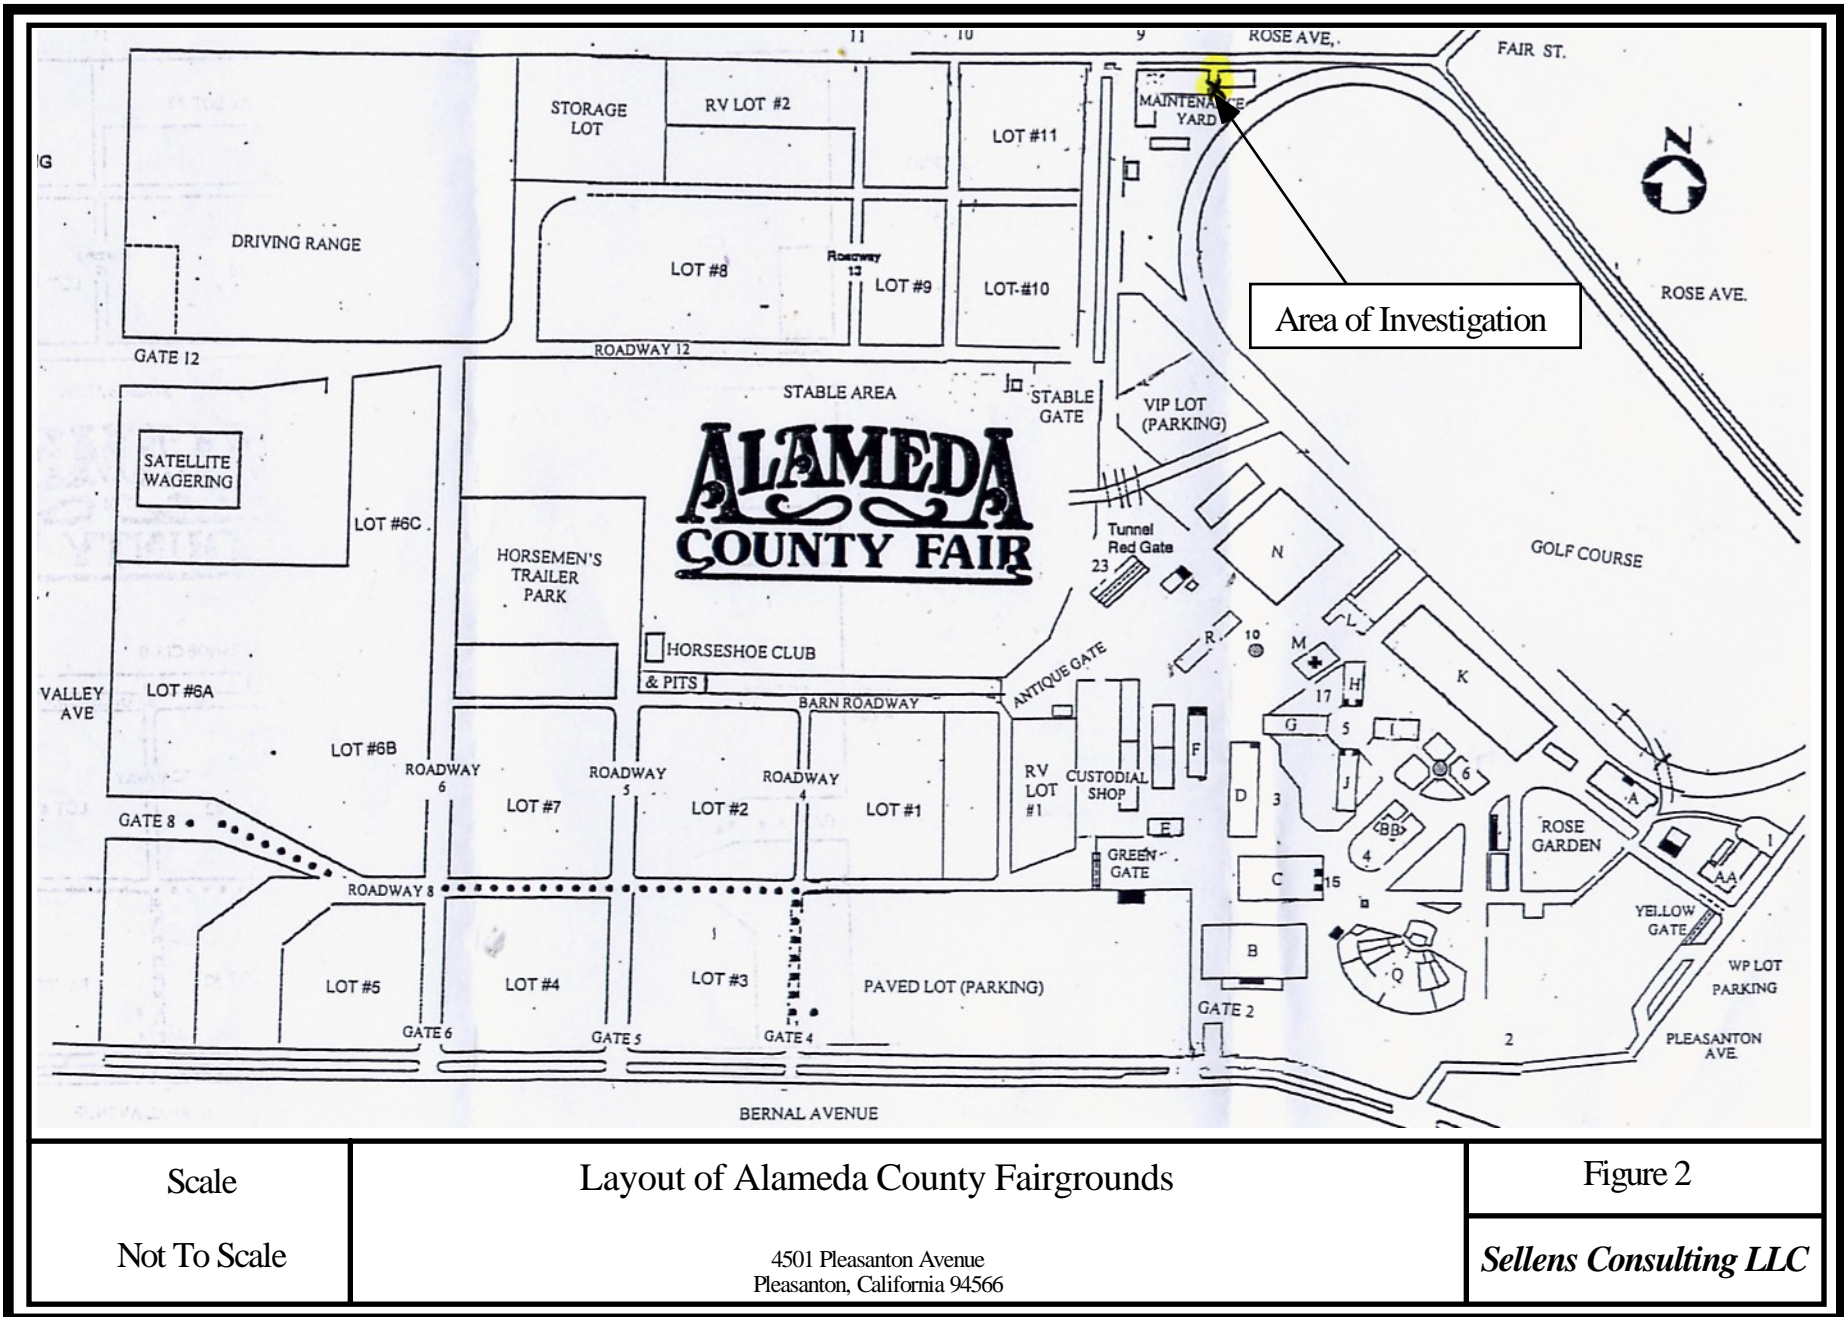 11
10
9
ROSE AVE,.
FAIR ST.
STORAGE
LOT
RV LOT #2
LOT #11
MAINTENANCE
YARD
N
IG
DRIVING RANGE
LOT #8
Roadway
13
LOT #9
LOT #10
ROSE AVE.
Area of Investigation
GATE 12
ROADWAY 12
STABLE AREA
STABLE
GATE
VIP LOT
(PARKING)
SATELLITE
WAGERING
ALAMEDA
COUNTY FAIR
LOT #6C
HORSEMEN'S
TRAILER
PARK
Tunnel
Red Gate
23
N
GOLF COURSE
L
R
10
M
HORSESHOE CLUB
& PITS
ANTIQUE GATE
K
H
17
VALLEY
AVE
LOT #6A
BARN ROADWAY
G
5
I
F
LOT #6B
ROADWAY
6
ROADWAY
5
ROADWAY
4
RV
LOT
#1
CUSTODIAL
SHOP
D
3
J
6
A
LOT #7
LOT #2
LOT #1
GATE 8
E
BB
4
ROSE
GARDEN
1
GREEN
GATE
ROADWAY 8
C
15
AA
YELLOW
GATE
B
Q
LOT #5
LOT #4
LOT #3
PAVED LOT (PARKING)
WP LOT
PARKING
GATE 2
GATE 6
GATE 5
GATE 4
2
PLEASANTON
AVE.
BERNAL AVENUE
Scale
Not To Scale
Layout of Alameda County Fairgrounds
4501 Pleasanton Avenue
Pleasanton, California 94566
Figure 2
Sellens Consulting LLC